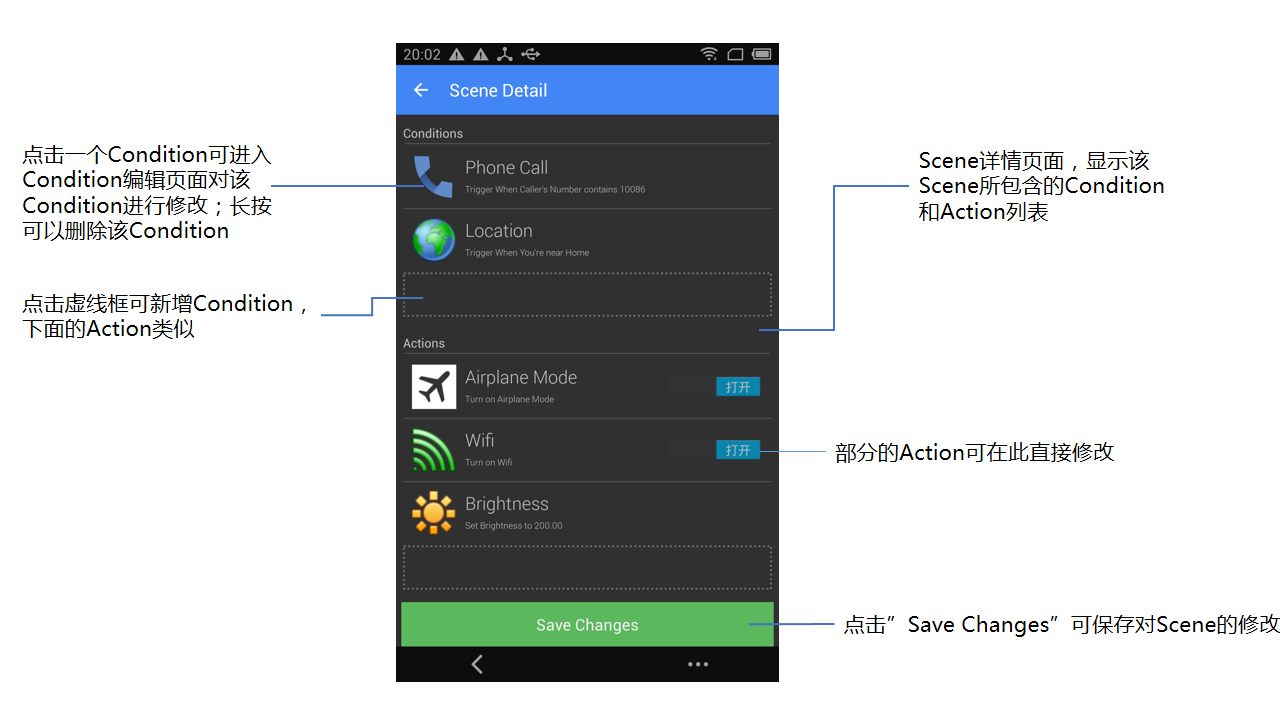 20:02
Scene Detail
Conditions
Phone Call
Trigger When Caller's Number contains 10086
Location
Trigger When You're near Home
Actions
Airplane Mode
Turn on Airplane Mode
打开
Wifi
Turn on Wifi
打开
Brightness
Set Brightness to 200.00
Save Changes
点击一个Condition可进入
Condition编辑页面对该
Condition进行修改；长按
可以删除该Condition
点击虚线框可新增Condition，
下面的Action类似
Scene详情页面，显示该
Scene所包含的Condition
和Action列表
部分的Action可在此直接修改
点击”Save Changes”可保存对Scene的修改